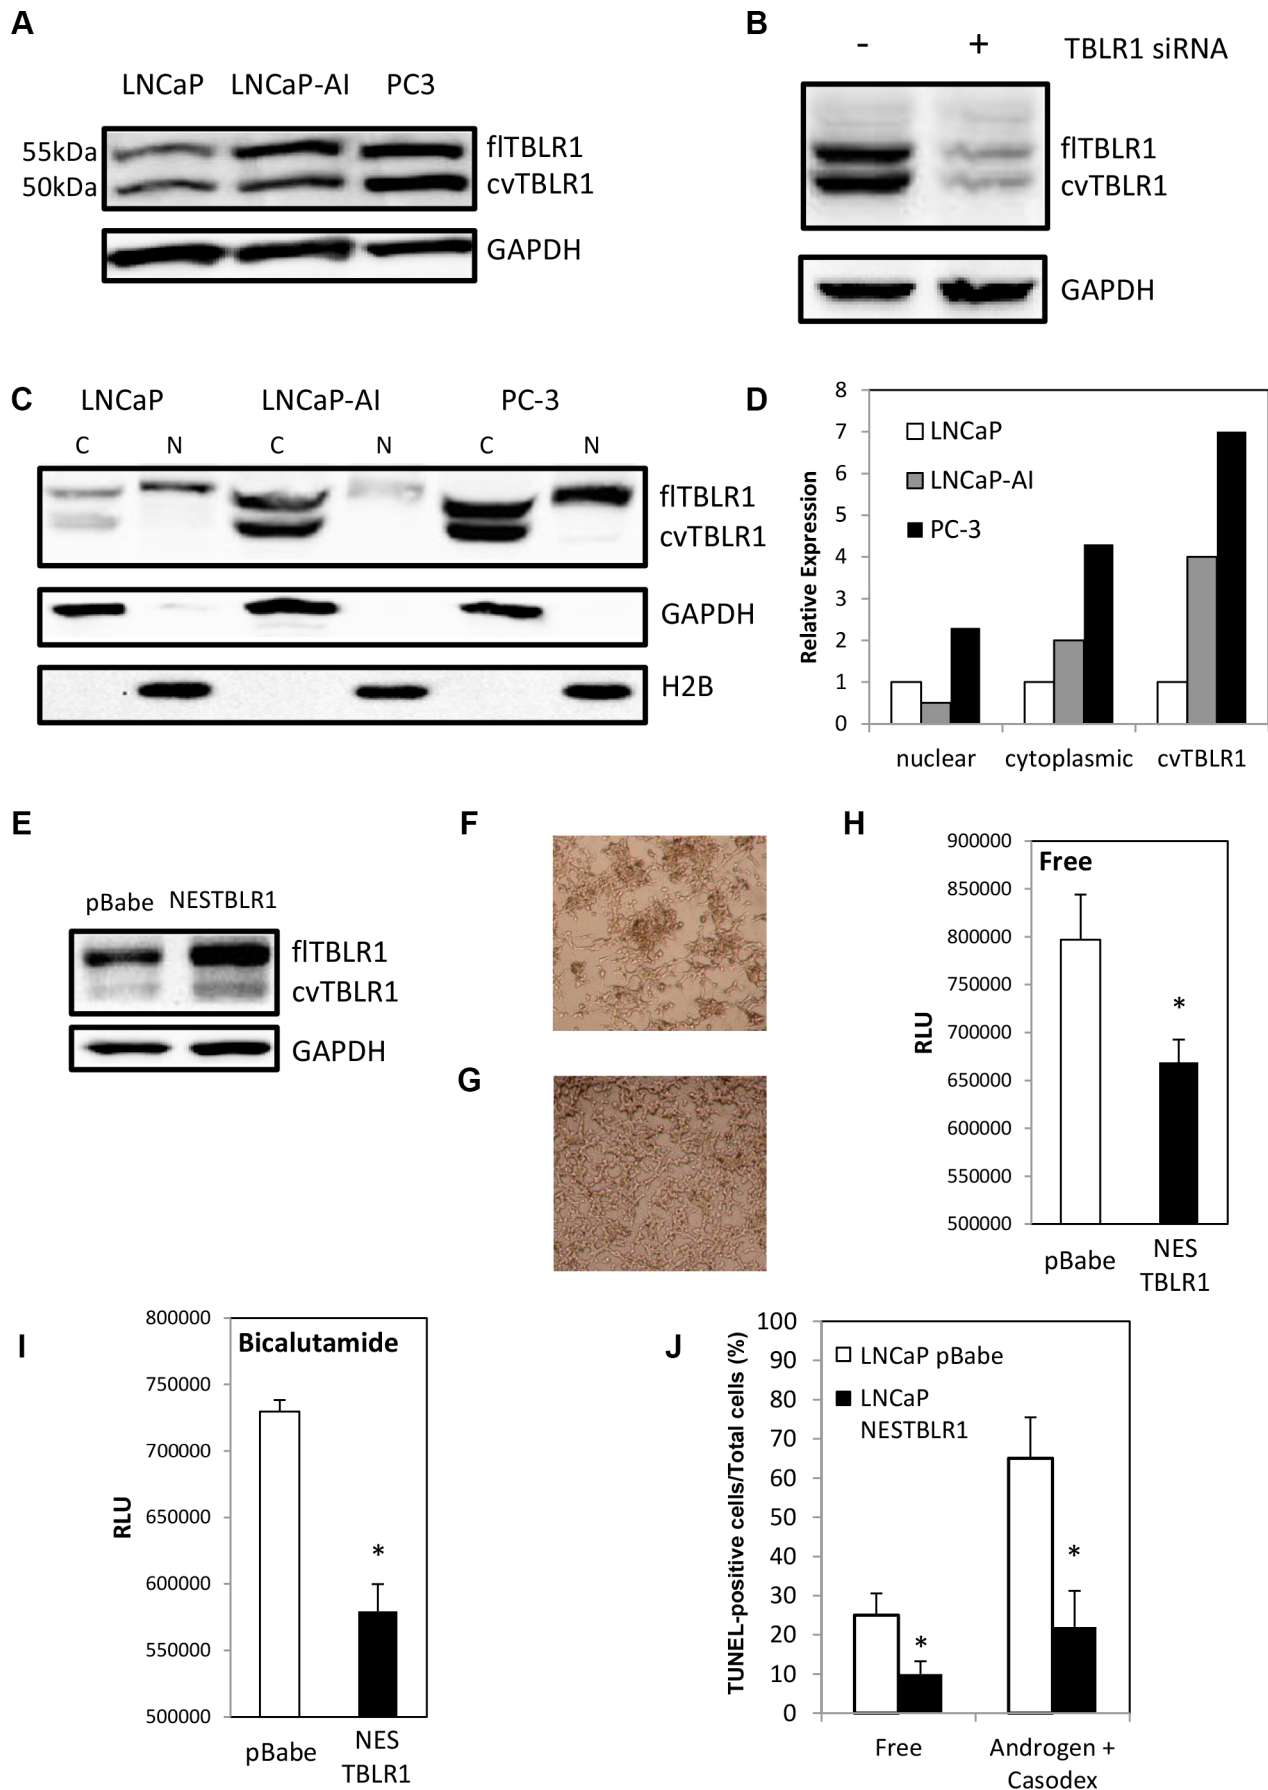 A
LNCaP LNCaP-AI PC3
55kDa
50kDa
flTBLR1
cvTBLR1
GAPDH
B
- + TBLR1 siRNA
flTBLR1
cvTBLR1
GAPDH
C
LNCaP LNCaP-AI PC-3
C N C N C N
flTBLR1
cvTBLR1
GAPDH
H2B
D
Relative Expression
8
7
6
5
4
3
2
1
0
LNCaP
LNCaP-AI
PC-3
nuclear cytoplasmic cvTBLR1
E
pBabe NESTBLR1
flTBLR1
cvTBLR1
GAPDH
F
G
H
RLU
900000
850000
800000
750000
700000
650000
600000
550000
500000
Free
*
pBabe
NES
TBLR1
I
RLU
800000
750000
700000
650000
600000
550000
500000
Bicalutamide
*
pBabe
NES
TBLR1
J
TUNEL-positive cells/Total cells (%)
100
90
80
70
60
50
40
30
20
10
0
LNCaP pBabe
LNCaP
NESTBLR1
*
*
Free
Androgen +
Casodex